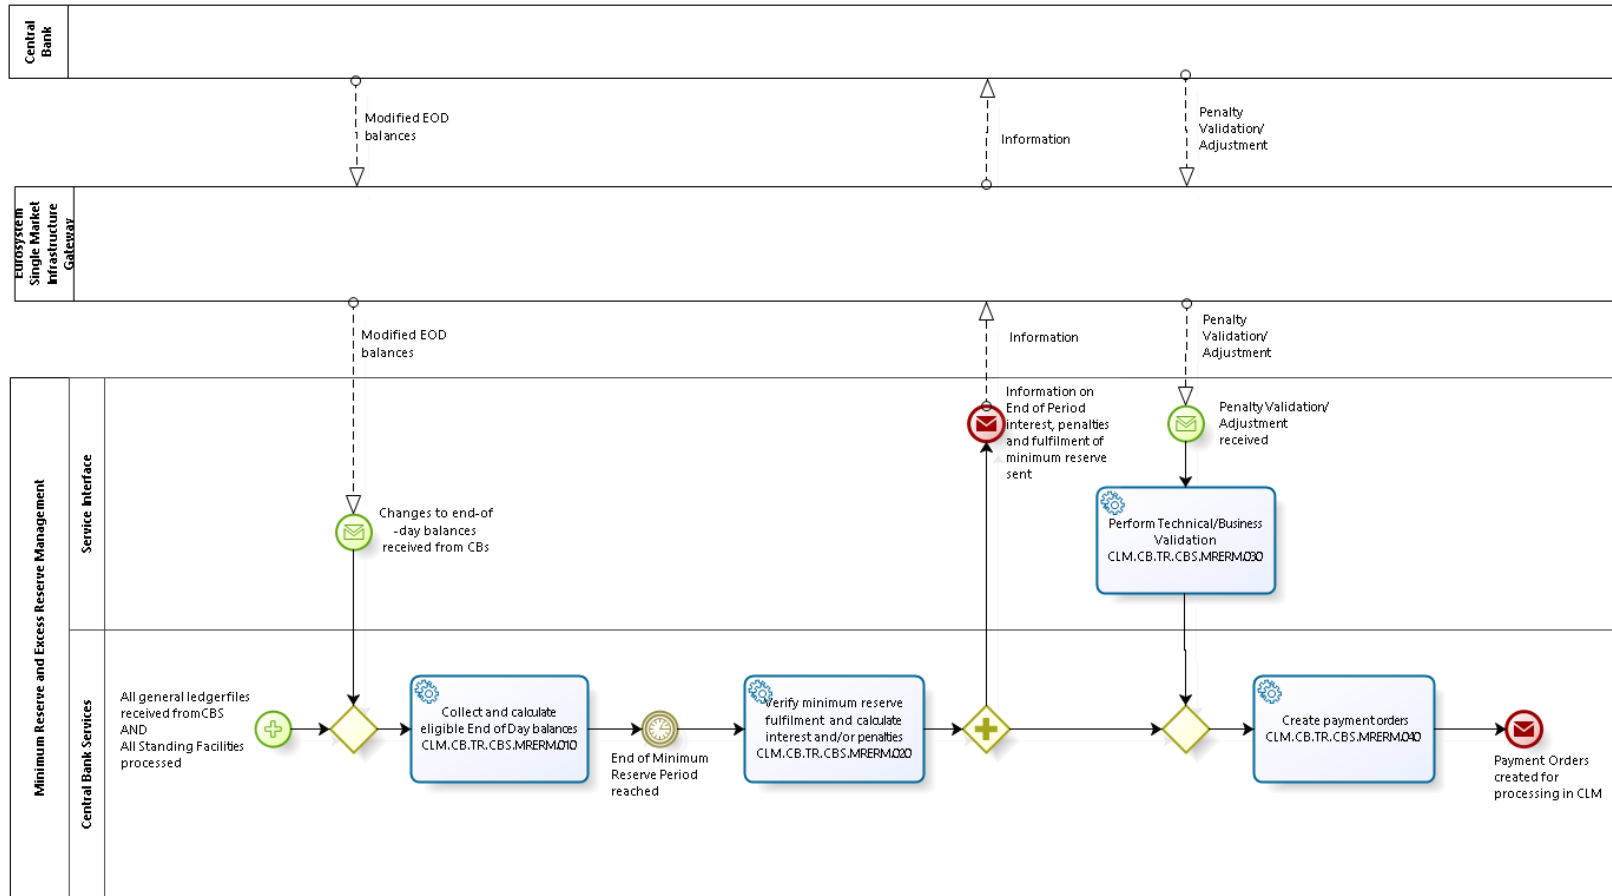 Central
Bank
Modified EOD
balances
Information
Penalty
Validation/
Adjustment
Eurosystem
Single Market
Infrastructure
Gateway
Modified EOD
balances
Information
Penalty
Validation/
Adjustment
Minimum Reserve and Excess Reserve Management
Service Interface
Information on
End of Period
interest, penalties
and fulfilment of
minimum reserve
sent
Penalty Validation/
Adjustment
received
Changes to end-of
-day balances
received from CBs
Perform Technical/Business
Validation
CLM.CB.TR.CBS.MRERM.030
Central Bank Services
All general ledgerfiles
received fromCBS
AND
All Standing Facilities
processed
Collect and calculate
eligible End of Day balances
CLM.CB.TR.CBS.MRERM.010
End of Minimum
Reserve Period
reached
Verify minimum reserve
fulfilment and calculate
interest and/or penalties
CLM.CB.TR.CBS.MRERM.020
Create payment orders
CLM.CB.TR.CBS.MRERM.040
Payment Orders
created for
processing in CLM